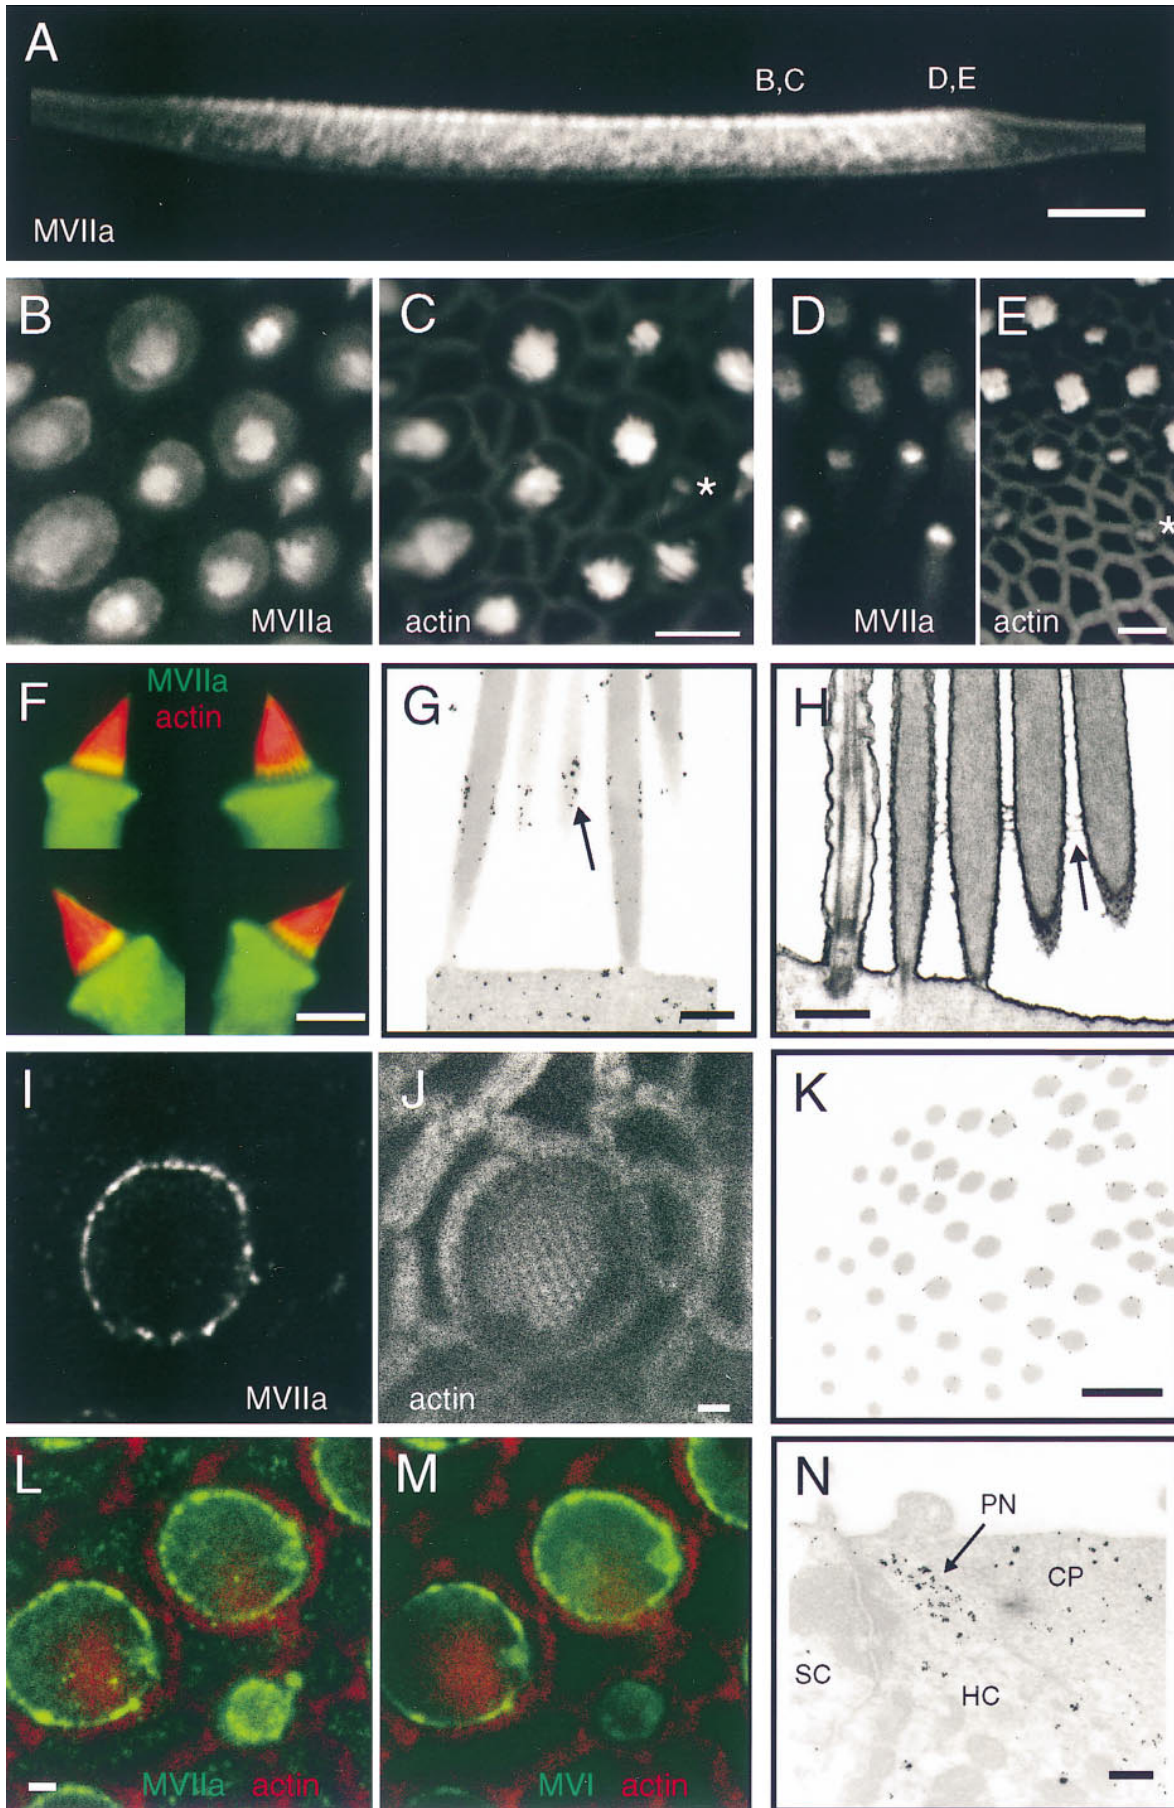 A
B,C
D,E
MVIIa
B
C
D
E
*
*
MVIIa
actin
MVIIa
actin
F
MVIIa
actin
G
H
I
J
K
MVIIa
actin
L
M
N
PN
CP
SC
HC
MVIIa actin
MVI actin